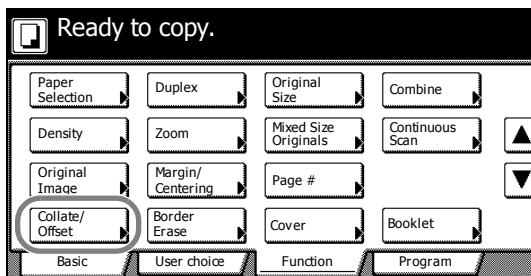 Ready to copy.
Paper
Selection
Duplex
Original
Size
Combine
Density
Zoom
Mixed Size
Originals
Continuous
Scan
Original
Image
Margin/
Centering
Page #
Collate/
Offset
Border
Erase
Cover
Booklet
Basic
User choice
Function
Program